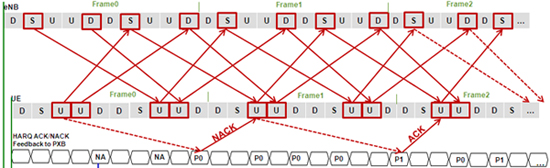 eNB Frame0 Frame1 Frame2
D S U U D D S U U D D S U U D D S U U D D S U U D D S ...
UE Frame0 Frame1 Frame2
D S U U D D S U U D D S U U D D S U U D D S U U D D S ...
HARQ ACK/NACK
Feedback to PXB
NACK ACK
NA NA P0 P0 P0 P0 P1 P0 P1 ...